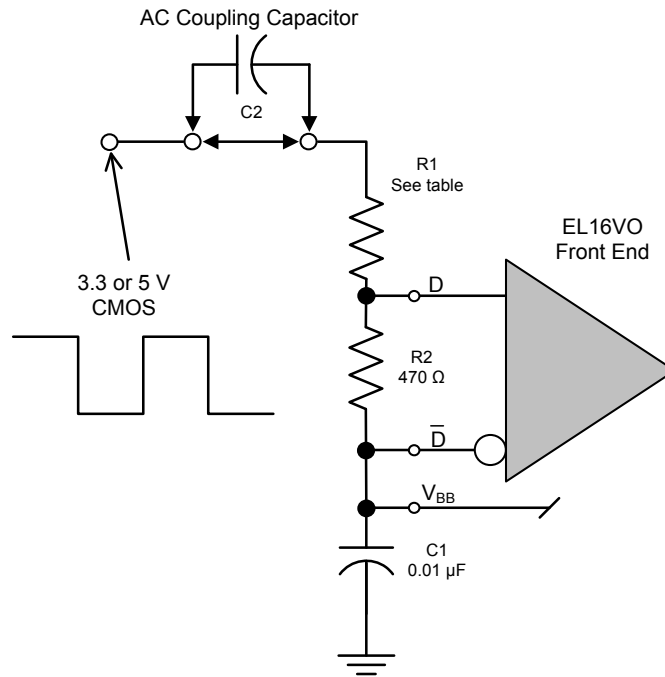 AC Coupling Capacitor
C2
R1
See table
EL16VO
Front End
3.3 or 5 V
CMOS
D
R2
470 Ω
D̅
V_BB
C1
0.01 µF